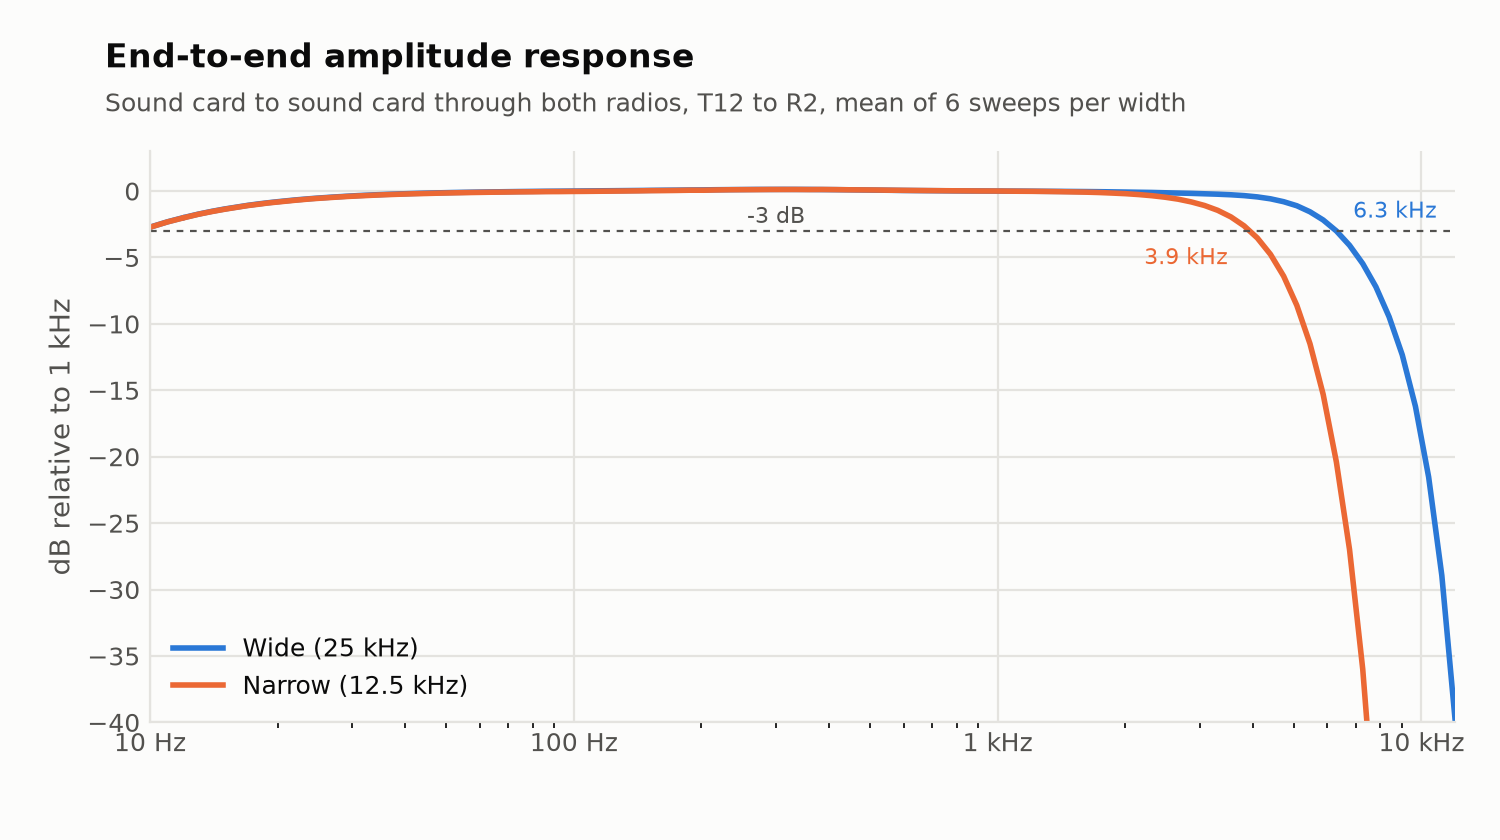 End-to-end amplitude response
Sound card to sound card through both radios, T12 to R2, mean of 6 sweeps per width
dB relative to 1 kHz
0
−5
−10
−15
−20
−25
−30
−35
−40
-3 dB
6.3 kHz
3.9 kHz
Wide (25 kHz)
Narrow (12.5 kHz)
10 Hz
100 Hz
1 kHz
10 kHz